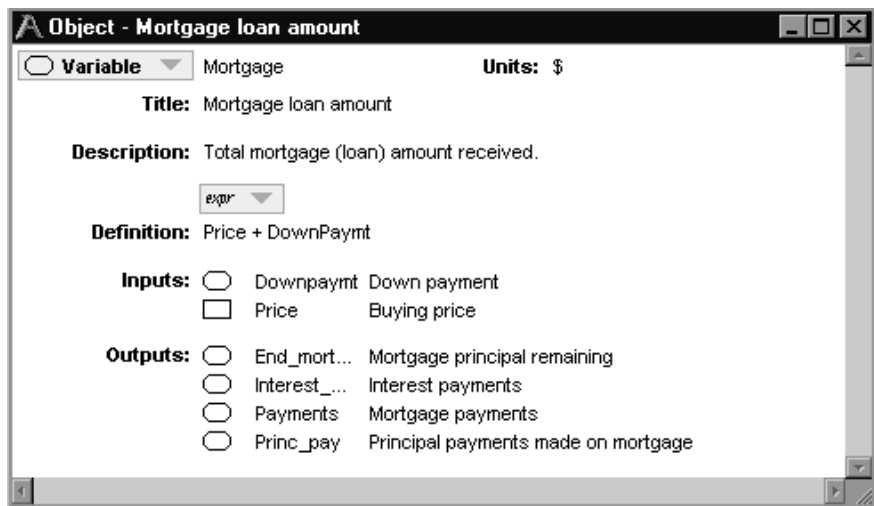 Object - Mortgage loan amount
Variable Mortgage Units: $
Title: Mortgage loan amount
Description: Total mortgage (loan) amount received.
expr
Definition: Price + DownPaymt
Inputs: Downpaymt Down payment
Price Buying price
Outputs: End_mort... Mortgage principal remaining
Interest_... Interest payments
Payments Mortgage payments
Princ_pay Principal payments made on mortgage